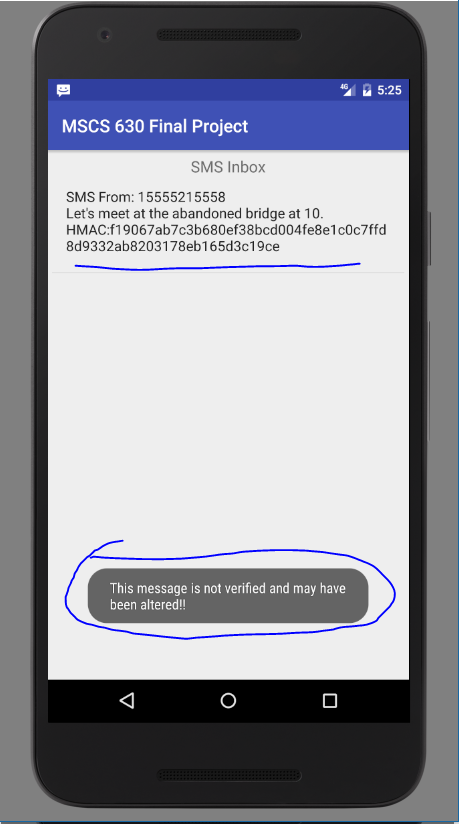 4G 5:25
MSCS 630 Final Project
SMS Inbox
SMS From: 15555215558
Let's meet at the abandoned bridge at 10.
HMAC:f19067ab7c3b680ef38bcd004fe8e1c0c7ffd
8d9332ab8203178eb165d3c19ce
This message is not verified and may have
been altered!!